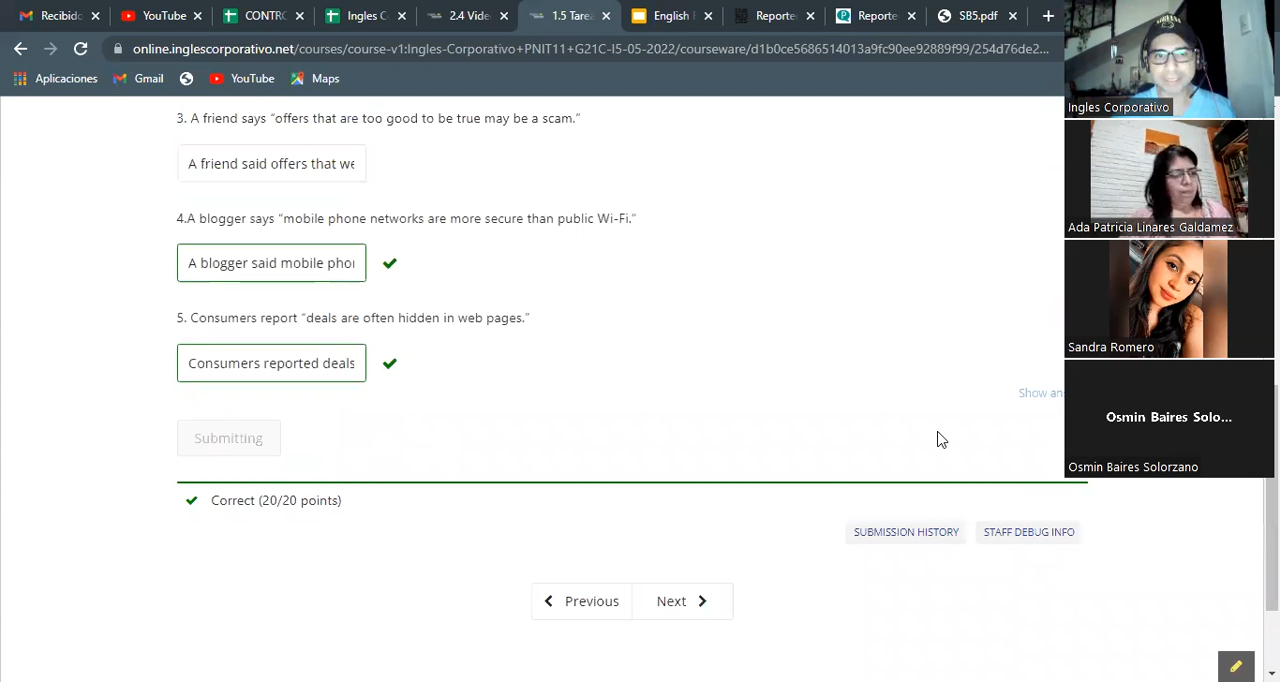 Recibido
YouTube
CONTRO
Ingles C
2.4 Vide
1.5 Tarea
English F
Reporte
Reporte
SB5.pdf
online.inglescorporativo.net/courses/course-v1:Ingles-Corporativo+PNIT11+G21C-I5-05-2022/courseware/d1b0ce5686514013a9fc90ee92889f99/254d76de2...
Aplicaciones
Gmail
YouTube
Maps
3. A friend says “offers that are too good to be true may be a scam.”
A friend said offers that we
4.A blogger says “mobile phone networks are more secure than public Wi-Fi.”
A blogger said mobile phon
5. Consumers report “deals are often hidden in web pages.”
Consumers reported deals
Show an
Submitting
Correct (20/20 points)
SUBMISSION HISTORY
STAFF DEBUG INFO
Previous
Next
Ingles Corporativo
Ada Patricia Linares Galdamez
Sandra Romero
Osmin Baires Solo...
Osmin Baires Solorzano